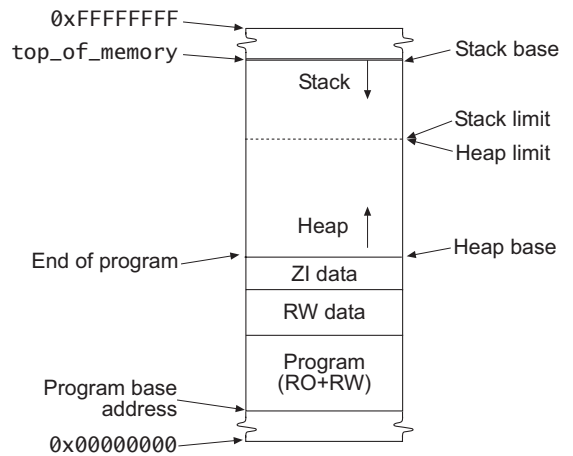 0xFFFFFFFF
top_of_memory
Stack base
Stack
Stack limit
Heap limit
Heap
End of program
Heap base
ZI data
RW data
Program
(RO+RW)
Program base
address
0x00000000